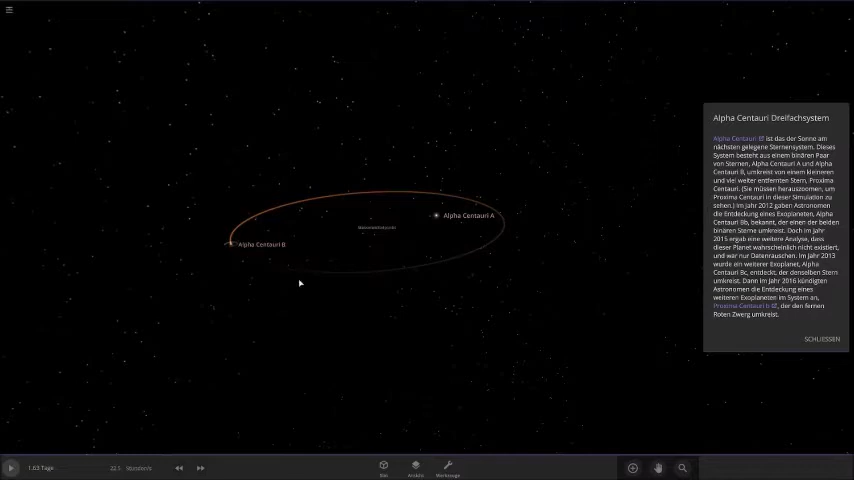 Alpha Centauri Dreifachsystem
Alpha Centauri ist das der Sonne am
nächsten gelegene Sternensystem. Dieses
System besteht aus einem binären Paar
von Sternen, Alpha Centauri A und Alpha
Centauri B, umkreist von einem kleineren
und viel weiter entfernten Stern, Proxima
Centauri. (Sie müssen herauszoomen, um
Proxima Centauri in dieser Simulation zu
sehen.) Im Jahr 2012 gaben Astronomen
die Entdeckung eines Exoplaneten, Alpha
Centauri Bb, bekannt, der einen der beiden
binären Sterne umkreist. Doch im Jahr
2015 ergab eine weitere Analyse, dass
dieser Planet wahrscheinlich nicht existiert,
und war nur Datenrauschen. Im Jahr 2013
wurde ein weiterer Exoplanet, Alpha
Centauri Bc, entdeckt, der denselben Stern
umkreist. Dann im Jahr 2016 kündigten
Astronomen die Entdeckung eines
weiteren Exoplaneten im System an,
Proxima Centauri b, der den fernen
Roten Zwerg umkreist.
SCHLIESSEN
Alpha Centauri A
Alpha Centauri B
1.63 Tage
22.5 Stunden/s
Ansicht
Werkzeuge